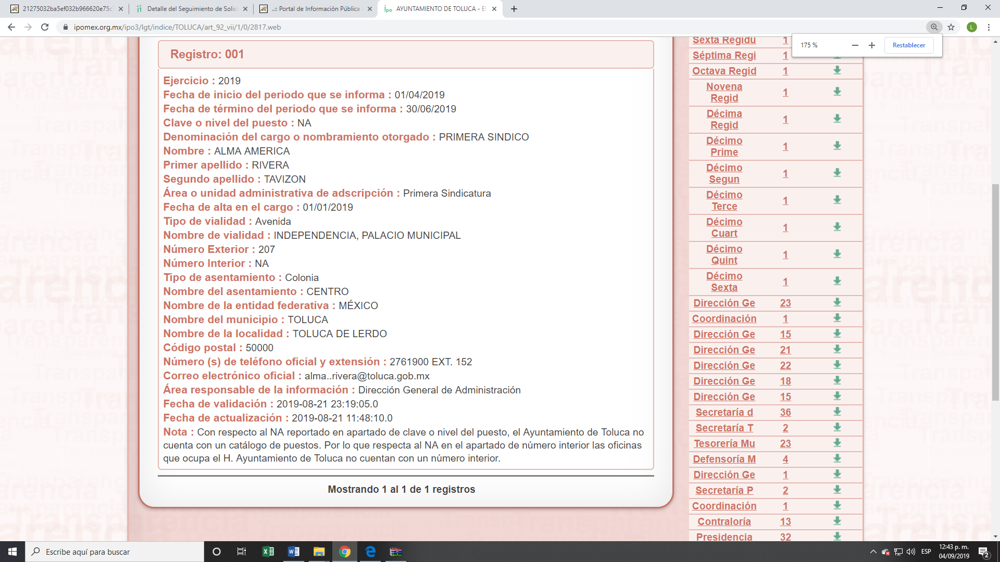 21275032ba5ef032b966620e75c
Detalle del Seguimiento de Solici
..:: Portal de Información Pública
AYUNTAMIENTO DE TOLUCA - El
ipomex.org.mx/ipo3/lgt/indice/TOLUCA/art_92_vii/1/0/2817.web
L
175 %
Restablecer
Registro: 001
Ejercicio : 2019
Fecha de inicio del periodo que se informa : 01/04/2019
Fecha de término del periodo que se informa : 30/06/2019
Clave o nivel del puesto : NA
Denominación del cargo o nombramiento otorgado : PRIMERA SINDICO
Nombre : ALMA AMERICA
Primer apellido : RIVERA
Segundo apellido : TAVIZON
Área o unidad administrativa de adscripción : Primera Sindicatura
Fecha de alta en el cargo : 01/01/2019
Tipo de vialidad : Avenida
Nombre de vialidad : INDEPENDENCIA, PALACIO MUNICIPAL
Número Exterior : 207
Número Interior : NA
Tipo de asentamiento : Colonia
Nombre del asentamiento : CENTRO
Nombre de la entidad federativa : MÉXICO
Nombre del municipio : TOLUCA
Nombre de la localidad : TOLUCA DE LERDO
Código postal : 50000
Número (s) de teléfono oficial y extensión : 2761900 EXT. 152
Correo electrónico oficial : alma..rivera@toluca.gob.mx
Área responsable de la información : Dirección General de Administración
Fecha de validación : 2019-08-21 23:19:05.0
Fecha de actualización : 2019-08-21 11:48:10.0
Nota : Con respecto al NA reportado en apartado de clave o nivel del puesto, el Ayuntamiento de Toluca no
cuenta con un catálogo de puestos. Por lo que respecta al NA en el apartado de número interior las oficinas
que ocupa el H. Ayuntamiento de Toluca no cuentan con un número interior.
Mostrando 1 al 1 de 1 registros
Sexta Regidu 1
Séptima Regi 1
Octava Regid 1
Novena
Regid 1
Décima
Regid 1
Décimo
Prime 1
Décimo
Segun 1
Décimo
Terce 1
Décimo
Cuart 1
Décimo
Quint 1
Décimo
Sexta 1
Dirección Ge 23
Coordinación 1
Dirección Ge 15
Dirección Ge 21
Dirección Ge 22
Dirección Ge 18
Dirección Ge 15
Secretaría d 36
Secretaría T 2
Tesorería Mu 23
Defensoría M 4
Dirección Ge 1
Secretaría P 2
Coordinación 1
Contraloría 13
Presidencia 32
Escribe aquí para buscar
ESP
12:43 p. m.
04/09/2019
2